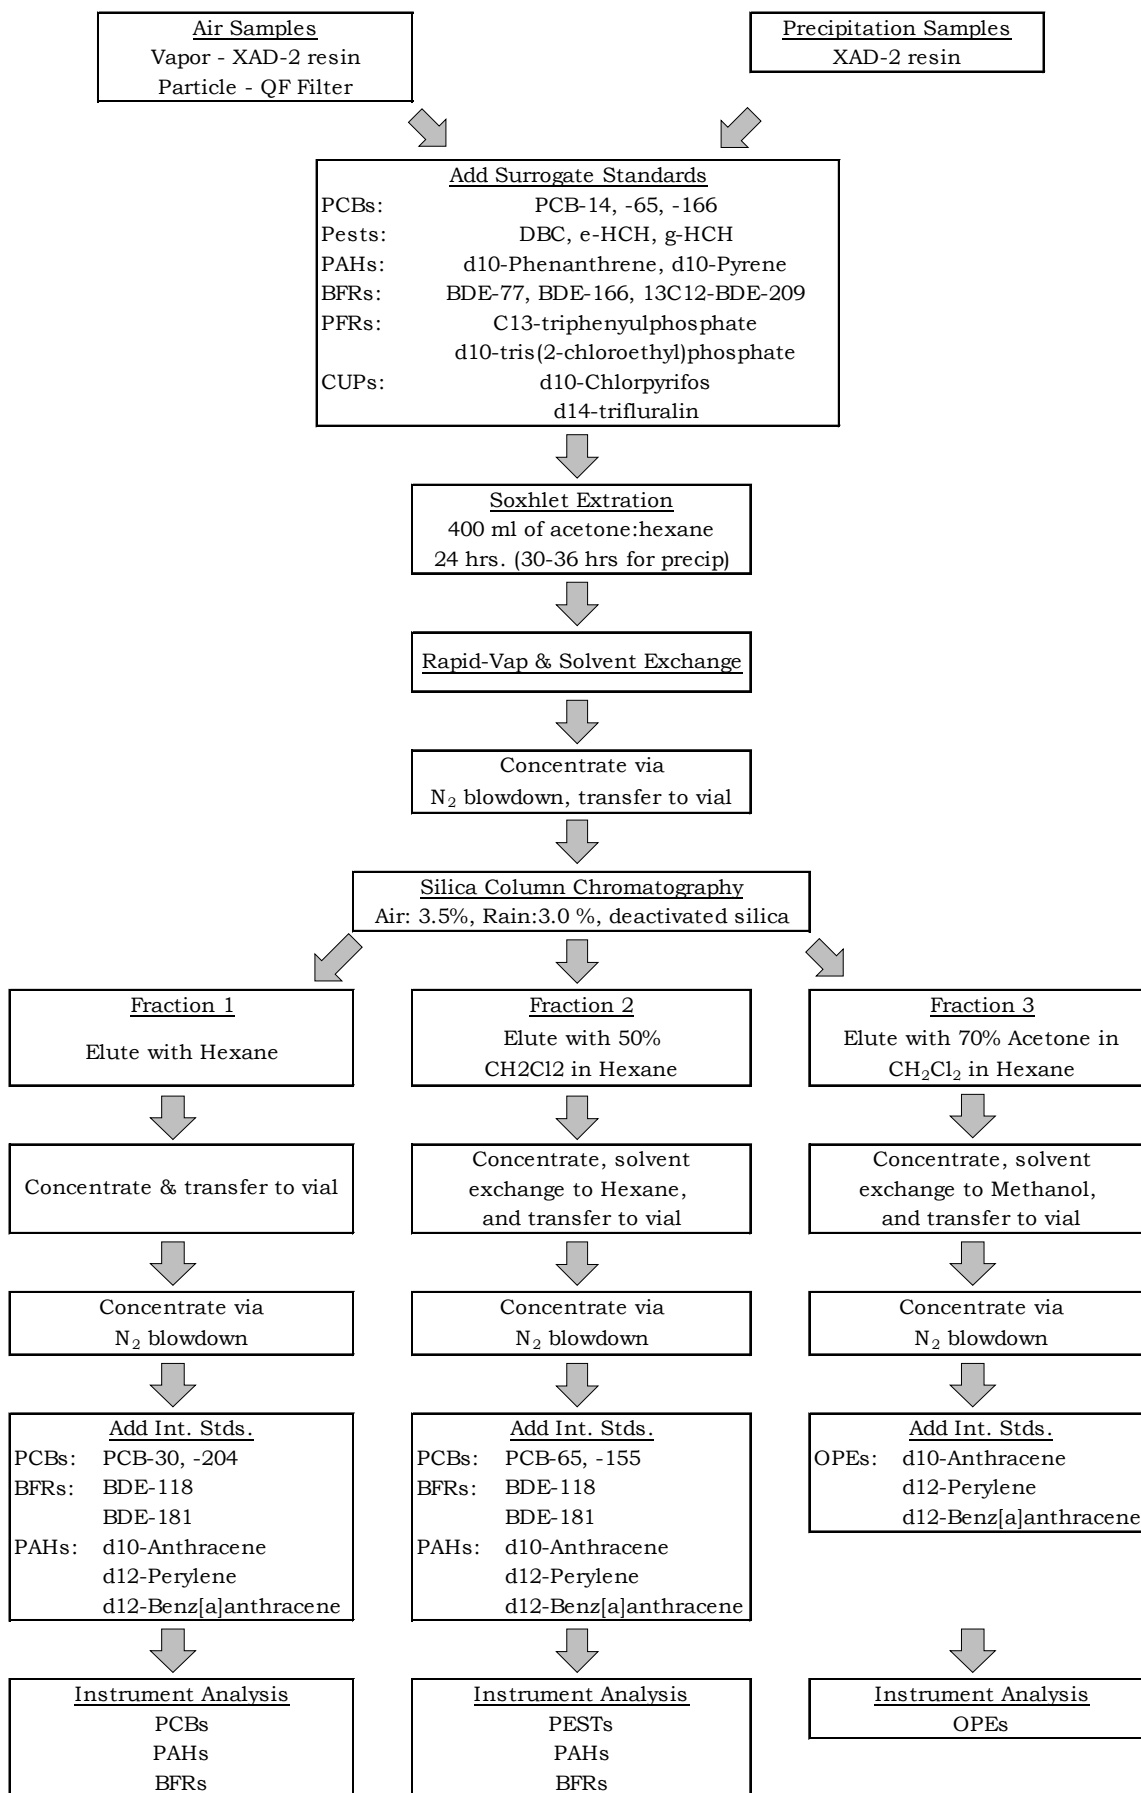 Air Samples
Vapor - XAD-2 resin
Particle - QF Filter
Precipitation Samples
XAD-2 resin
Add Surrogate Standards
PCBs: PCB-14, -65, -166
Pests: DBC, e-HCH, g-HCH
PAHs: d10-Phenanthrene, d10-Pyrene
BFRs: BDE-77, BDE-166, 13C12-BDE-209
PFRs: C13-triphenyulphosphate
d10-tris(2-chloroethyl)phosphate
CUPs: d10-Chlorpyrifos
d14-trifluralin
Soxhlet Extration
400 ml of acetone:hexane
24 hrs. (30-36 hrs for precip)
Rapid-Vap & Solvent Exchange
Concentrate via
N₂ blowdown, transfer to vial
Silica Column Chromatography
Air: 3.5%, Rain:3.0 %, deactivated silica
Fraction 1
Elute with Hexane
Fraction 2
Elute with 50%
CH2Cl2 in Hexane
Fraction 3
Elute with 70% Acetone in
CH₂Cl₂ in Hexane
Concentrate & transfer to vial
Concentrate, solvent
exchange to Hexane,
and transfer to vial
Concentrate, solvent
exchange to Methanol,
and transfer to vial
Concentrate via
N₂ blowdown
Concentrate via
N₂ blowdown
Concentrate via
N₂ blowdown
Add Int. Stds.
PCBs: PCB-30, -204
BFRs: BDE-118
BDE-181
PAHs: d10-Anthracene
d12-Perylene
d12-Benz[a]anthracene
Add Int. Stds.
PCBs: PCB-65, -155
BFRs: BDE-118
BDE-181
PAHs: d10-Anthracene
d12-Perylene
d12-Benz[a]anthracene
Add Int. Stds.
OPEs: d10-Anthracene
d12-Perylene
d12-Benz[a]anthracene
Instrument Analysis
PCBs
PAHs
BFRs
Instrument Analysis
PESTs
PAHs
BFRs
Instrument Analysis
OPEs